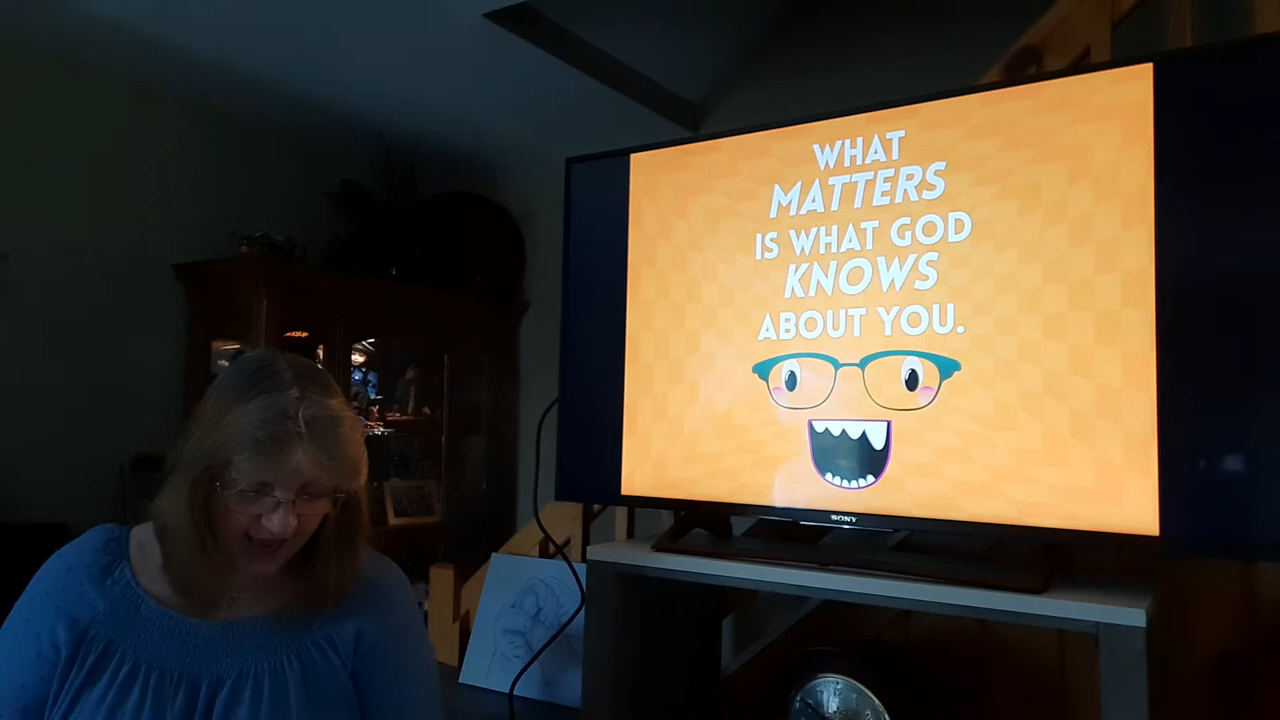 WHAT
MATTERS
IS WHAT GOD
KNOWS
ABOUT YOU.
SONY